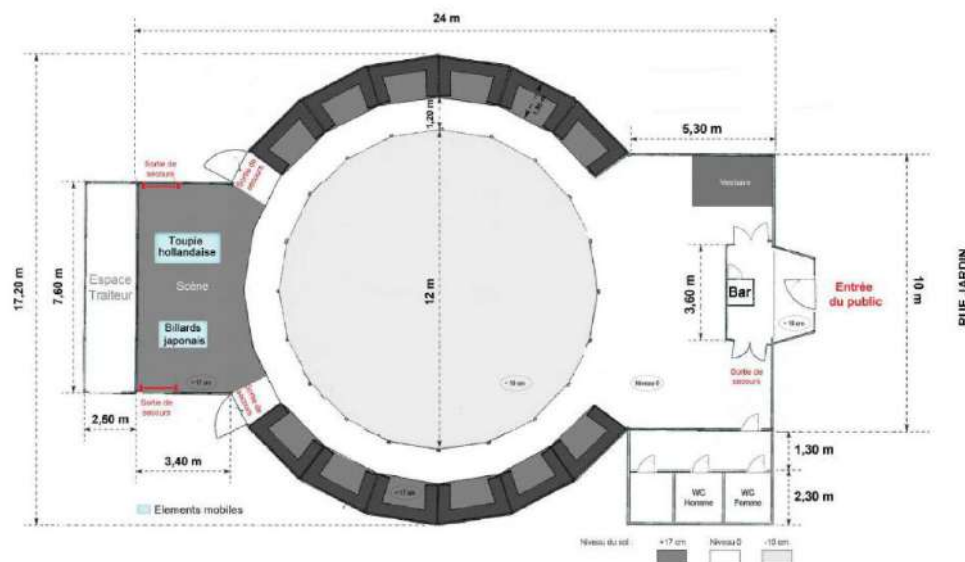 24 m
17,20 m
1,20 m
5,30 m
Sortie de
secours
Sortie de
secours
Vestiaire
Toupie
hollandaise
Espace
Traiteur
7,60 m
Scène
12 m
3,60 m
Bar
Entrée
du public
10 m
RUE JARDIN
Billards
japonais
Niveau 0
Sortie de
secours
Sortie de
secours
Sortie de
secours
2,50 m
3,40 m
1,30 m
2,30 m
WC
Homme
WC
Femme
Elements mobiles
Niveau du sol :
+17 cm
Niveau 0
-10 cm